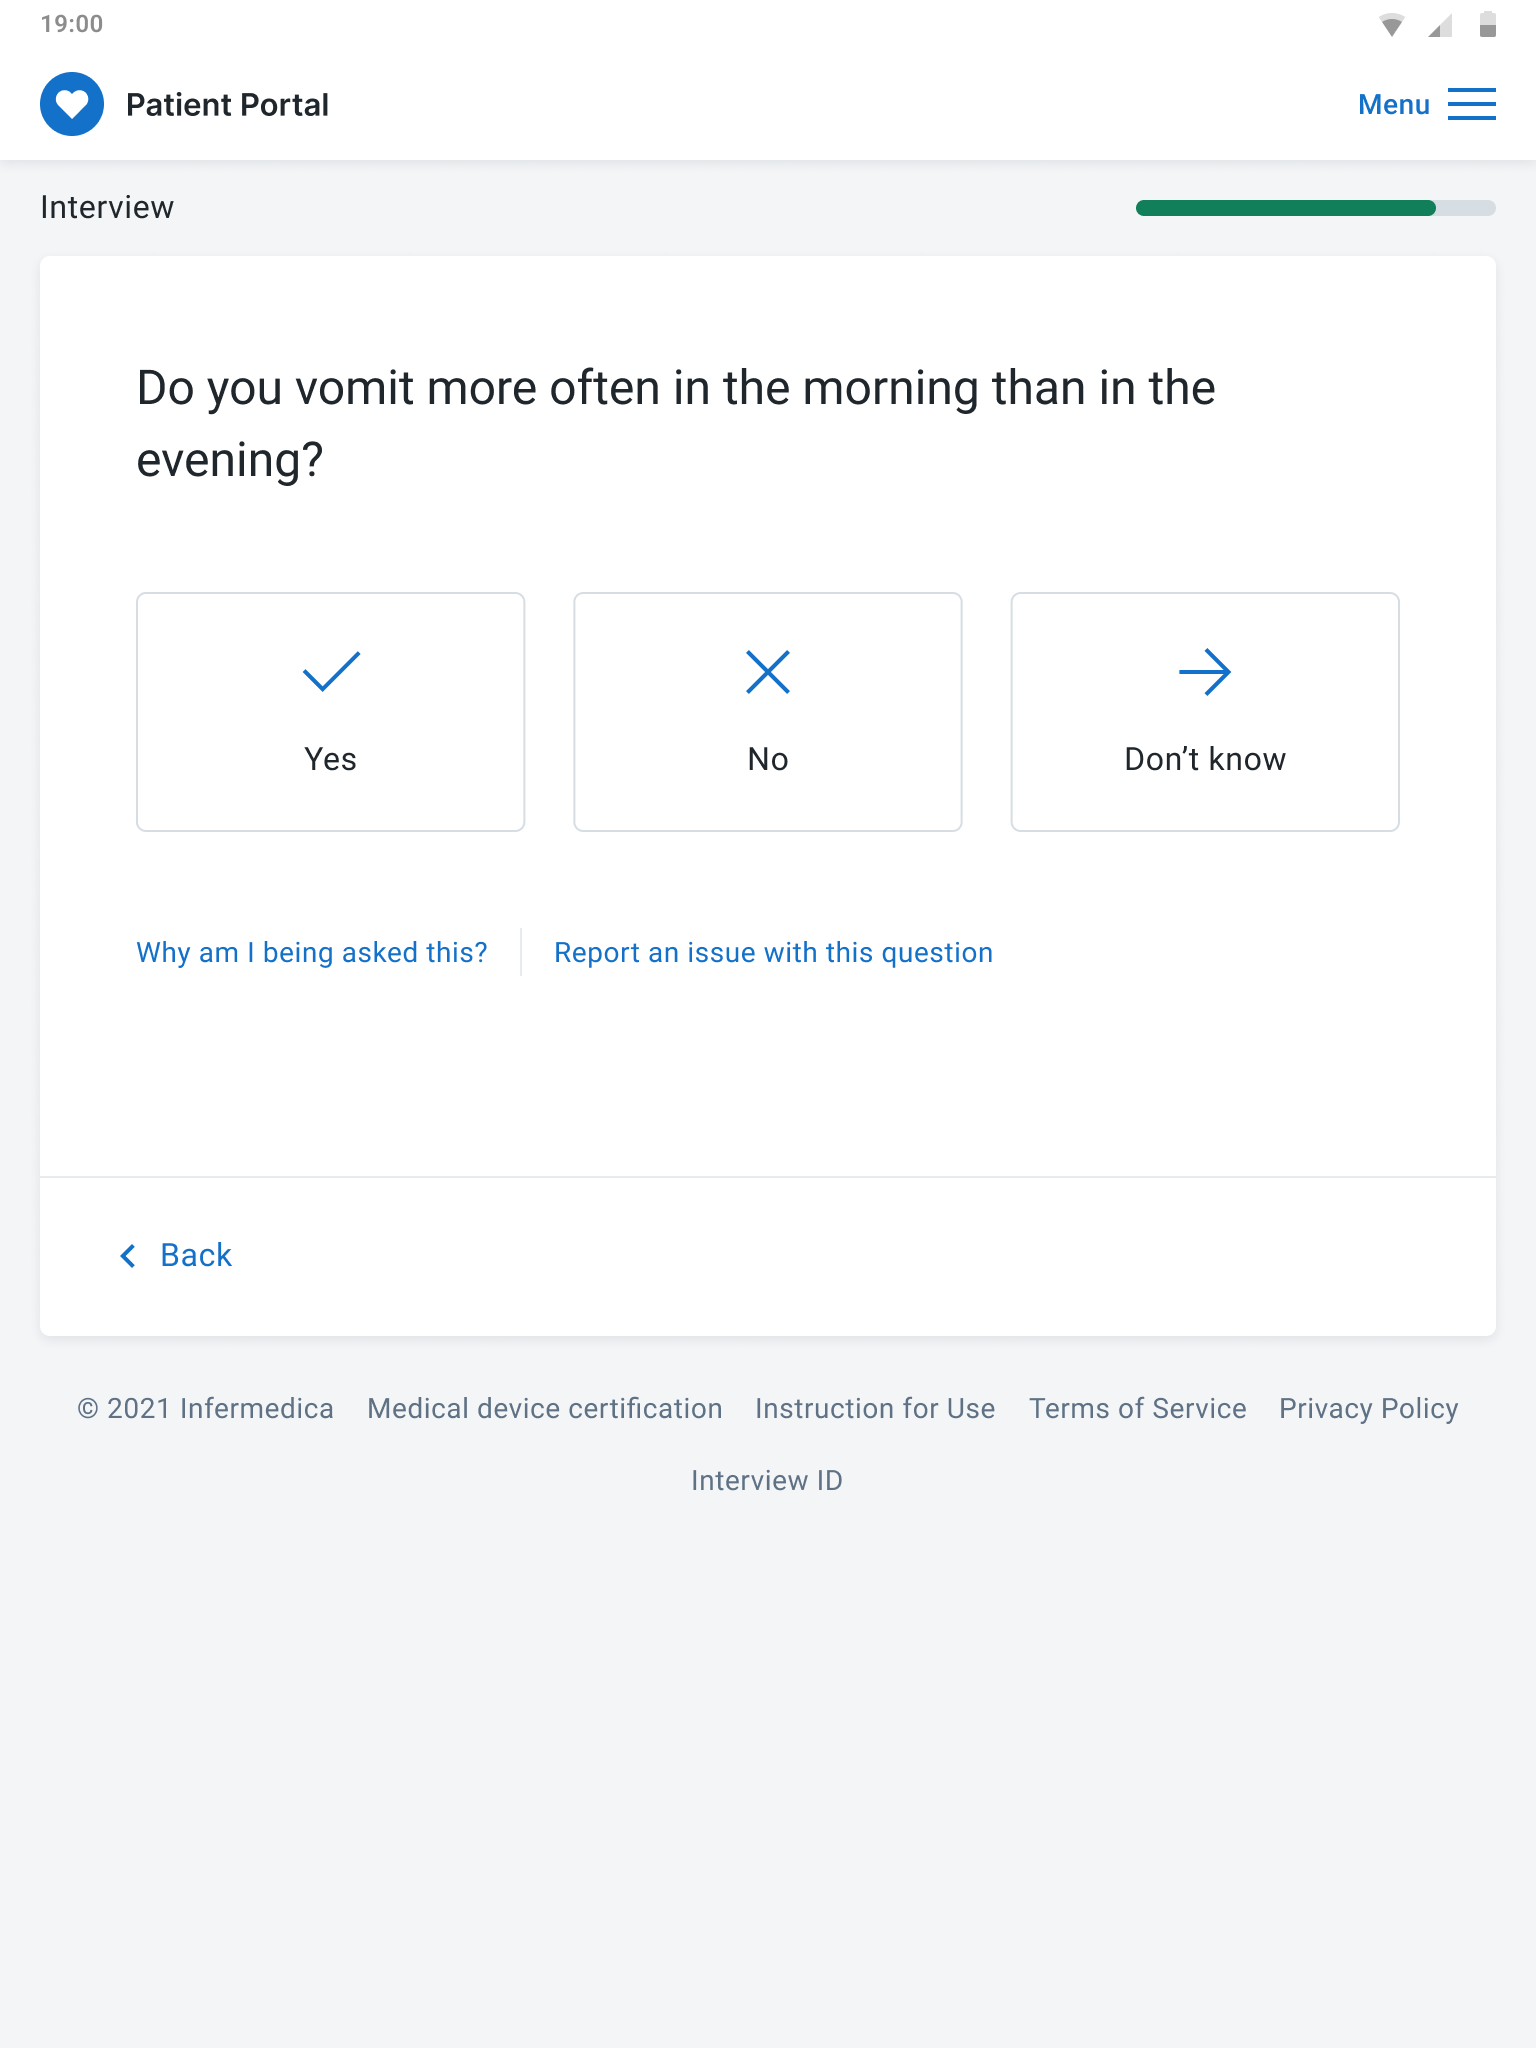 19:00
Patient Portal
Menu
Interview
Do you vomit more often in the morning than in the
evening?
Yes
No
Don’t know
Why am I being asked this?
Report an issue with this question
Back
© 2021 Infermedica
Medical device certification
Instruction for Use
Terms of Service
Privacy Policy
Interview ID